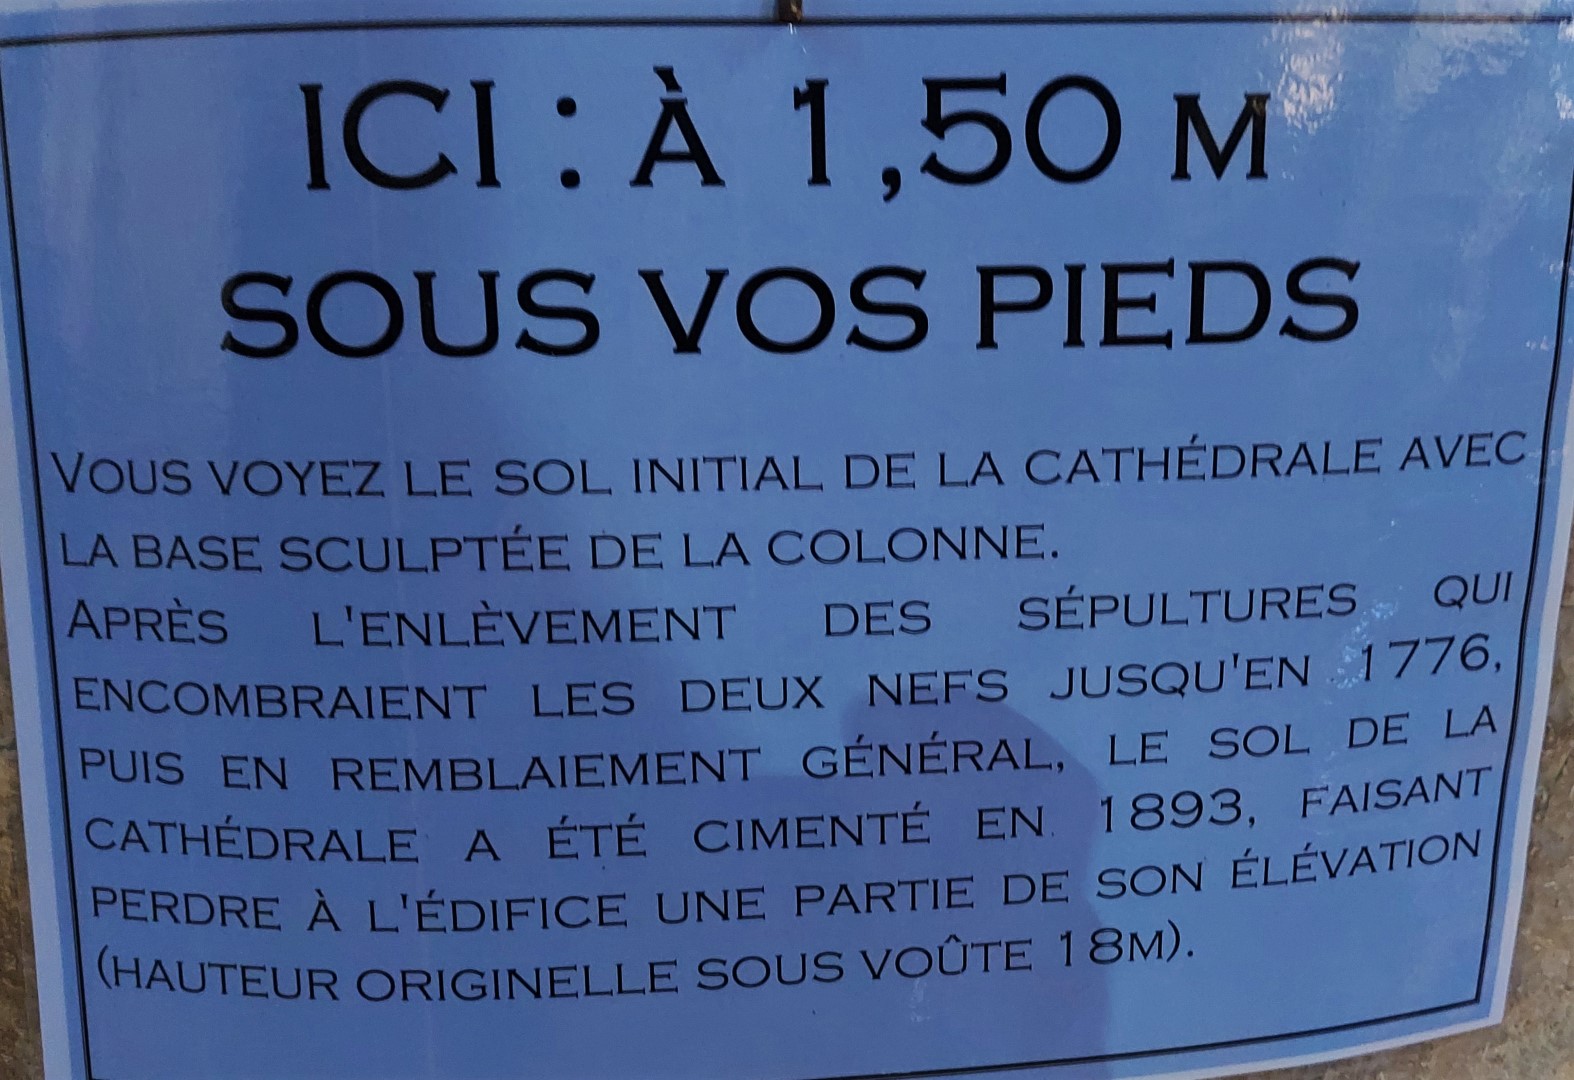 ICI : À 1,50 M
SOUS VOS PIEDS
VOUS VOYEZ LE SOL INITIAL DE LA CATHÉDRALE AVEC
LA BASE SCULPTÉE DE LA COLONNE.
APRÈS L'ENLÈVEMENT DES SÉPULTURES QUI
ENCOMBRAIENT LES DEUX NEFS JUSQU'EN 1776,
PUIS EN REMBLAIEMENT GÉNÉRAL, LE SOL DE LA
CATHÉDRALE A ÉTÉ CIMENTÉ EN 1893, FAISANT
PERDRE À L'ÉDIFICE UNE PARTIE DE SON ÉLÉVATION
(HAUTEUR ORIGINELLE SOUS VOÛTE 18M).